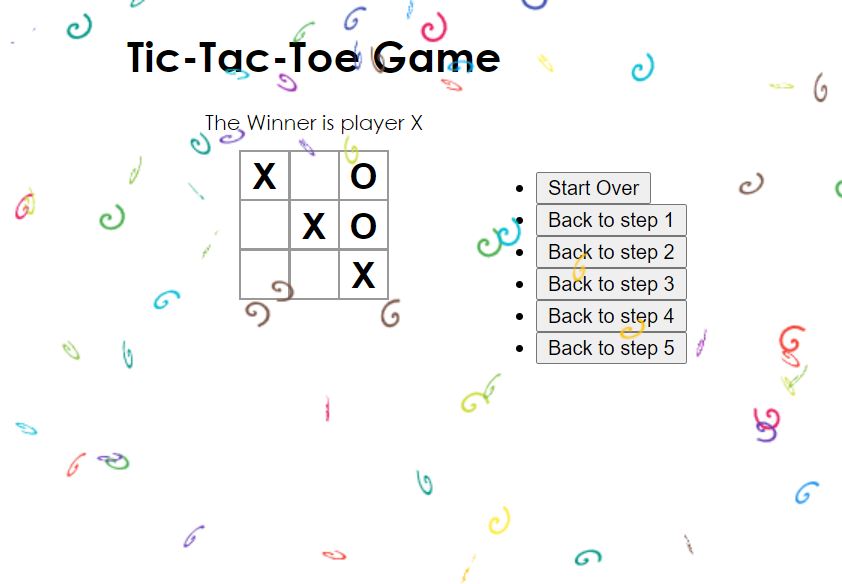 Tic-Tac-Toe Game
The Winner is player X
X O
X O
X
Start Over
Back to step 1
Back to step 2
Back to step 3
Back to step 4
Back to step 5